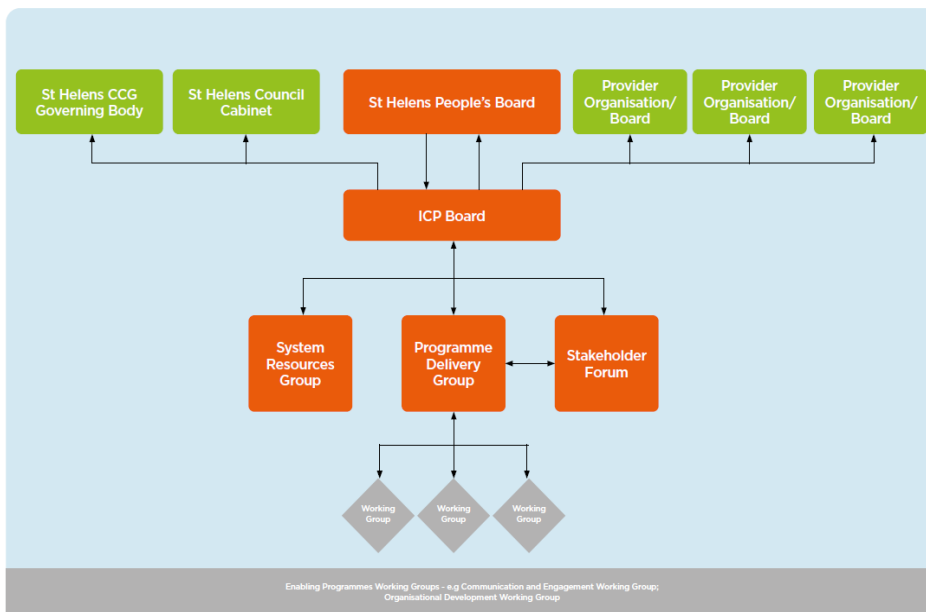 St Helens CCG
Governing Body
St Helens Council
Cabinet
St Helens People's Board
Provider
Organisation/
Board
Provider
Organisation/
Board
Provider
Organisation/
Board
ICP Board
System
Resources
Group
Programme
Delivery
Group
Stakeholder
Forum
Working
Group
Working
Group
Working
Group
Enabling Programmes Working Groups - e.g Communication and Engagement Working Group;
Organisational Development Working Group